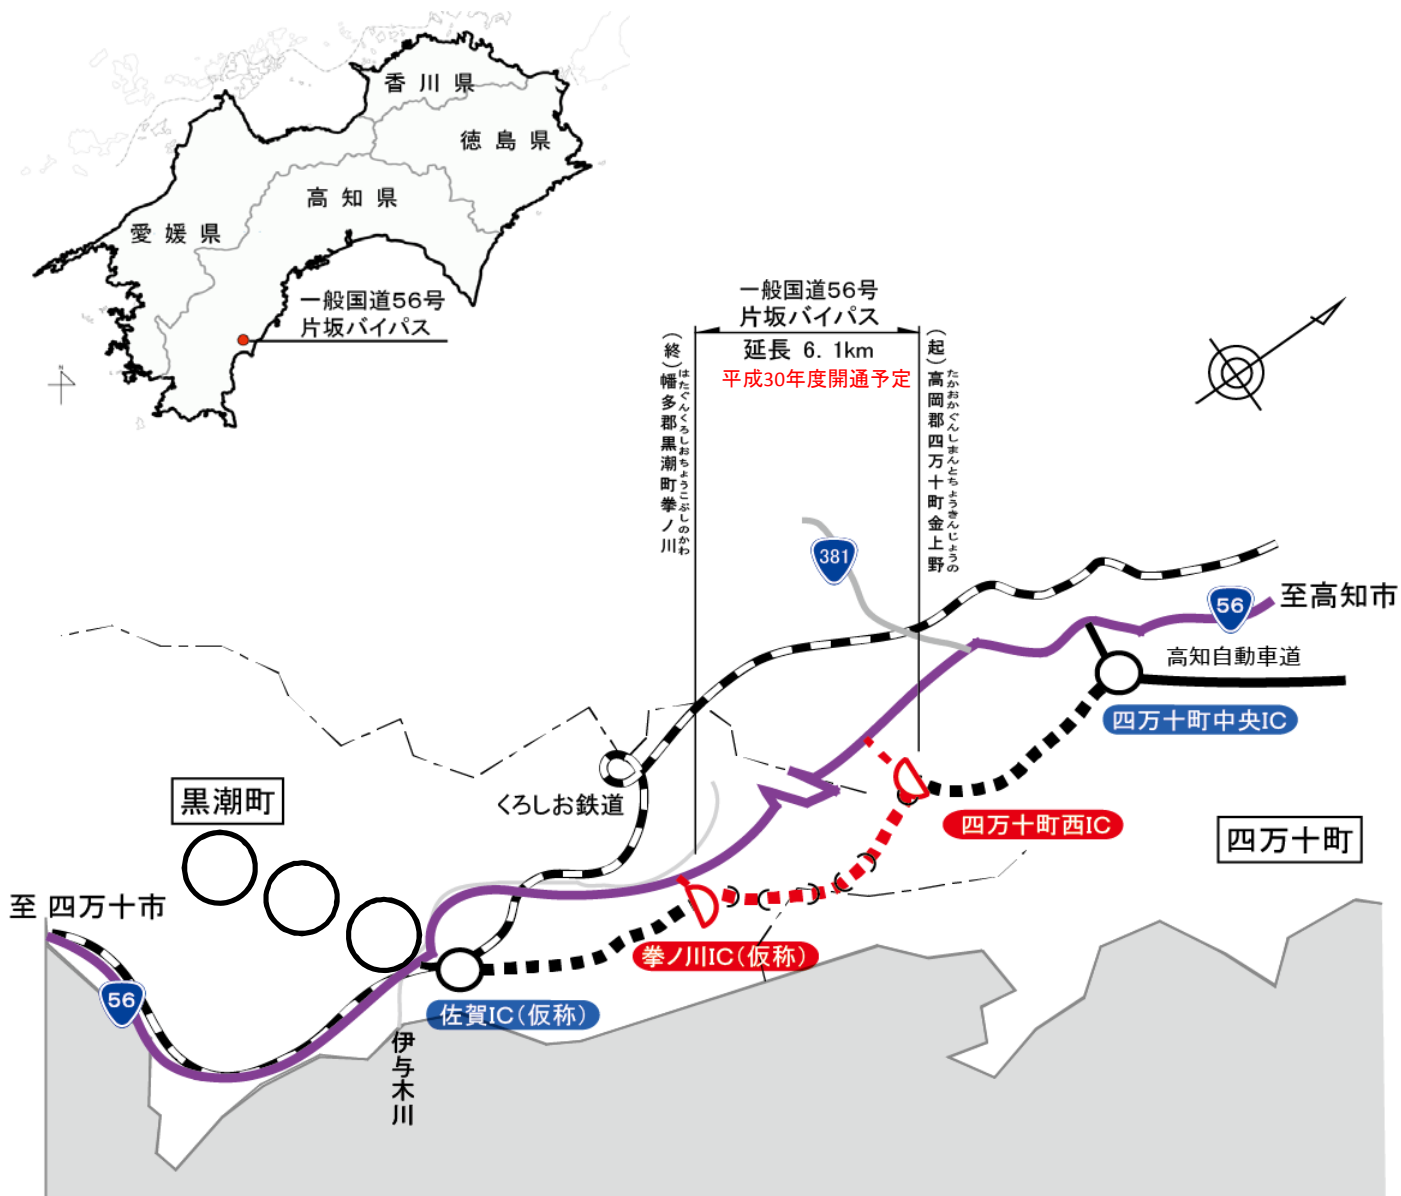 香川県
徳島県
高知県
愛媛県
一般国道56号
片坂バイパス
N
一般国道56号
片坂バイパス
延長 6.1km
平成30年度開通予定
(終)幡多郡黒潮町拳ノ川
はたぐんくろしおちょうこぶしのかわ
(起)高岡郡四万十町金上野
たかおかぐんしまんとちょうきんじょうの
381
56
至高知市
高知自動車道
四万十町中央IC
くろしお鉄道
黒潮町
四万十町西IC
四万十町
至 四万十市
拳ノ川IC(仮称)
56
佐賀IC(仮称)
伊与木川